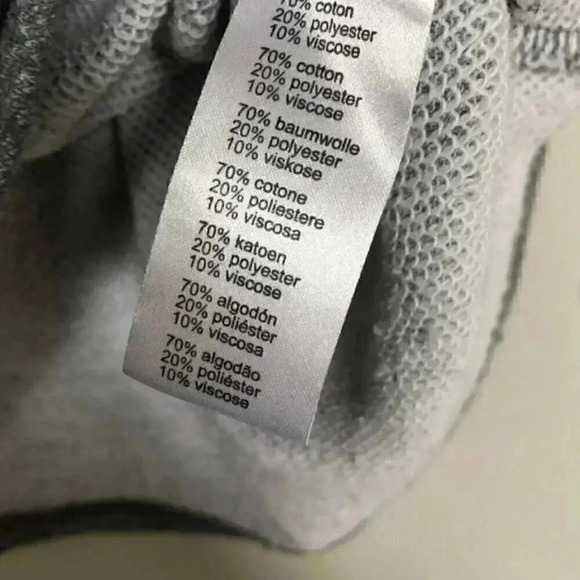 70% coton
20% polyester
10% viscose
70% cotton
20% polyester
10% viscose
70% baumwolle
20% polyester
10% viskose
70% cotone
20% poliestere
10% viscosa
70% katoen
20% polyester
10% viscose
70% algodón
20% poliéster
10% viscosa
70% algodão
20% poliéster
10% viscose